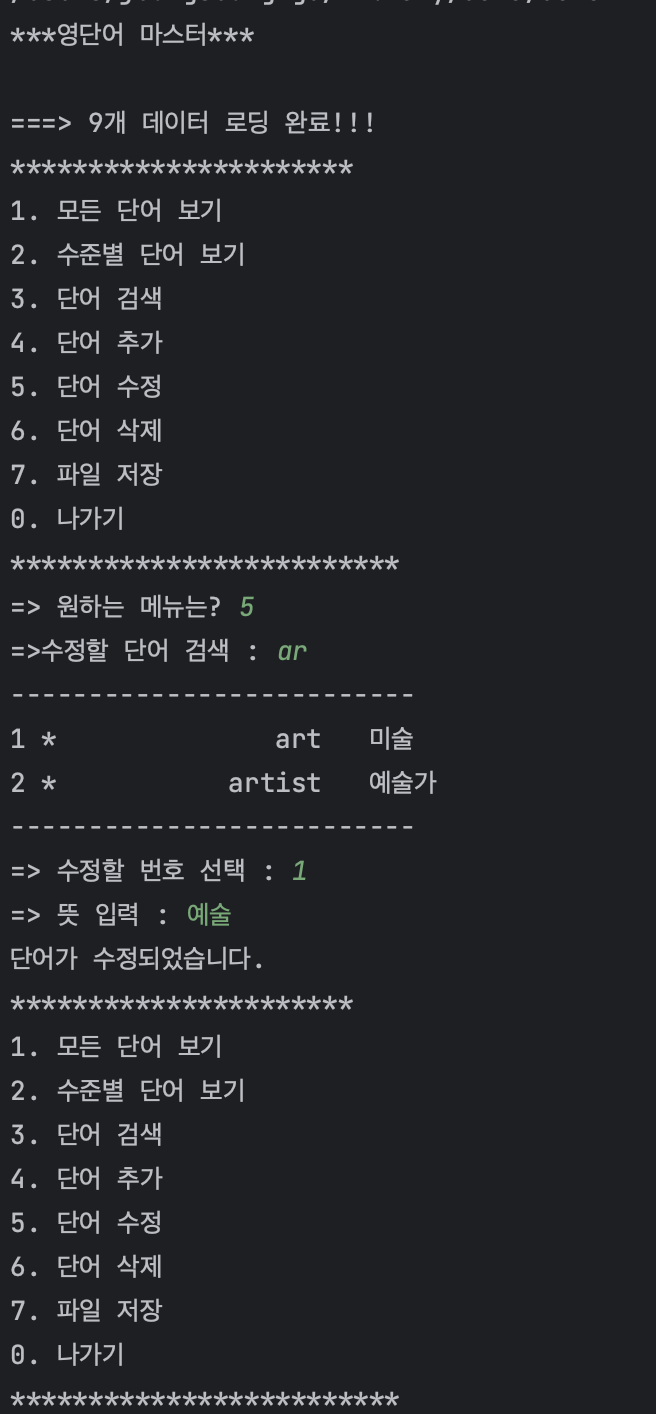 ***영단어 마스터***
===> 9개 데이터 로딩 완료!!!
**********************
1. 모든 단어 보기
2. 수준별 단어 보기
3. 단어 검색
4. 단어 추가
5. 단어 수정
6. 단어 삭제
7. 파일 저장
0. 나가기
*************************
=> 원하는 메뉴는? 5
=>수정할 단어 검색 : ar
--------------------------
1 *              art   미술
2 *           artist   예술가
--------------------------
=> 수정할 번호 선택 : 1
=> 뜻 입력 : 예술
단어가 수정되었습니다.
**********************
1. 모든 단어 보기
2. 수준별 단어 보기
3. 단어 검색
4. 단어 추가
5. 단어 수정
6. 단어 삭제
7. 파일 저장
0. 나가기
*************************